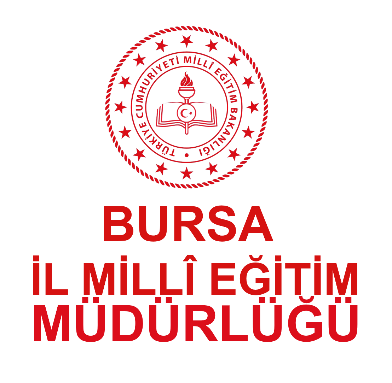 TÜRKİYE CUMHURİYETİ MİLLÎ EĞİTİM BAKANLIĞI
BURSA
İL MİLLÎ EĞİTİM
MÜDÜRLÜĞÜ